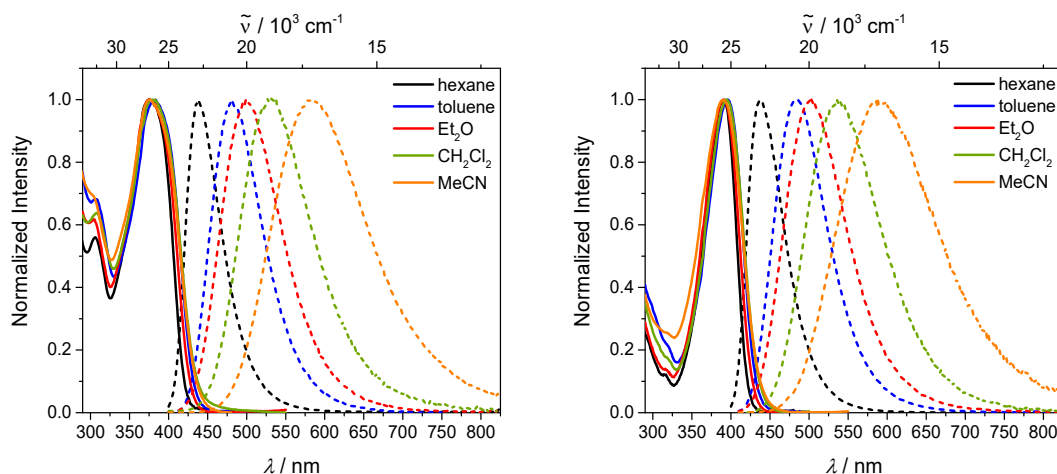 ν̃ / 10³ cm⁻¹
30 25 20 15
Normalized Intensity
1.0
0.8
0.6
0.4
0.2
0.0
hexane
toluene
Et₂O
CH₂Cl₂
MeCN
300 350 400 450 500 550 600 650 700 750 800
λ / nm
ν̃ / 10³ cm⁻¹
30 25 20 15
Normalized Intensity
1.0
0.8
0.6
0.4
0.2
0.0
hexane
toluene
Et₂O
CH₂Cl₂
MeCN
300 350 400 450 500 550 600 650 700 750 800
λ / nm